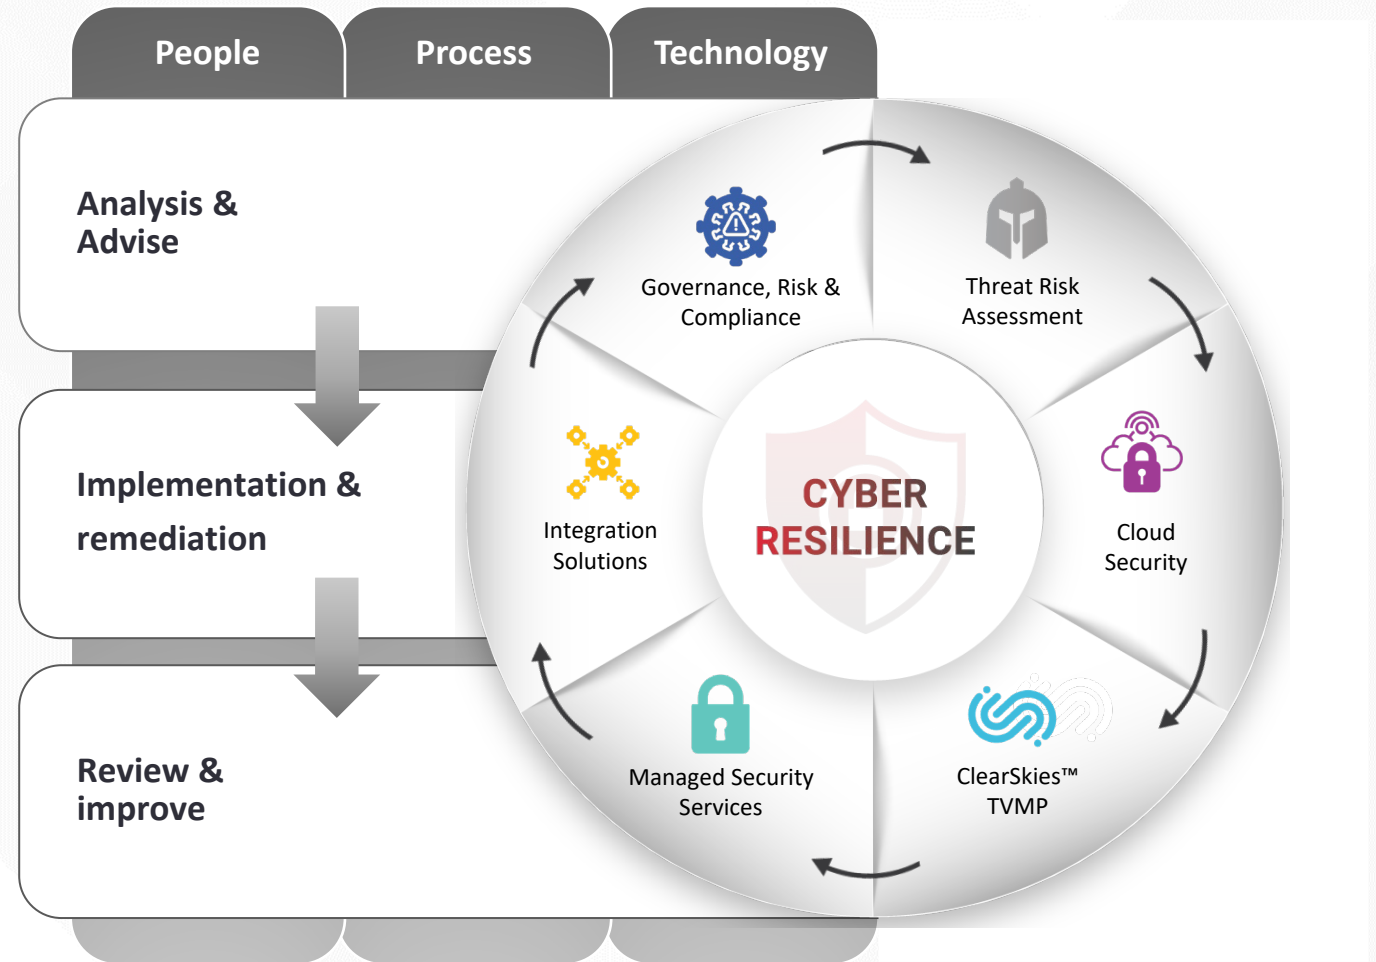 People
Process
Technology
Analysis &
Advise
Implementation &
remediation
Review &
improve
Governance, Risk &
Compliance
Threat Risk
Assessment
Cloud
Security
ClearSkies™
TVMP
Managed Security
Services
Integration
Solutions
CYBER
RESILIENCE